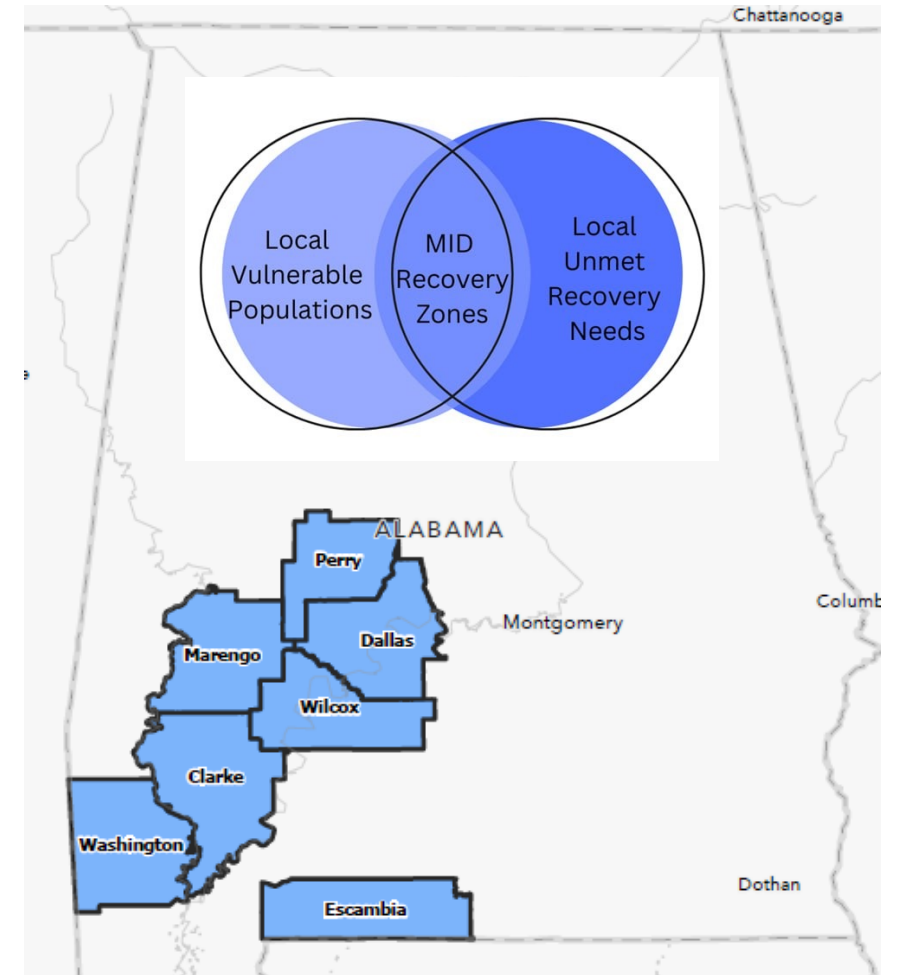 Chattanooga
Local
Vulnerable
Populations
MID
Recovery
Zones
Local
Unmet
Recovery
Needs
ALABAMA
Perry
Columb
Montgomery
Dallas
Marengo
Wilcox
Clarke
Washington
Dothan
Escambia